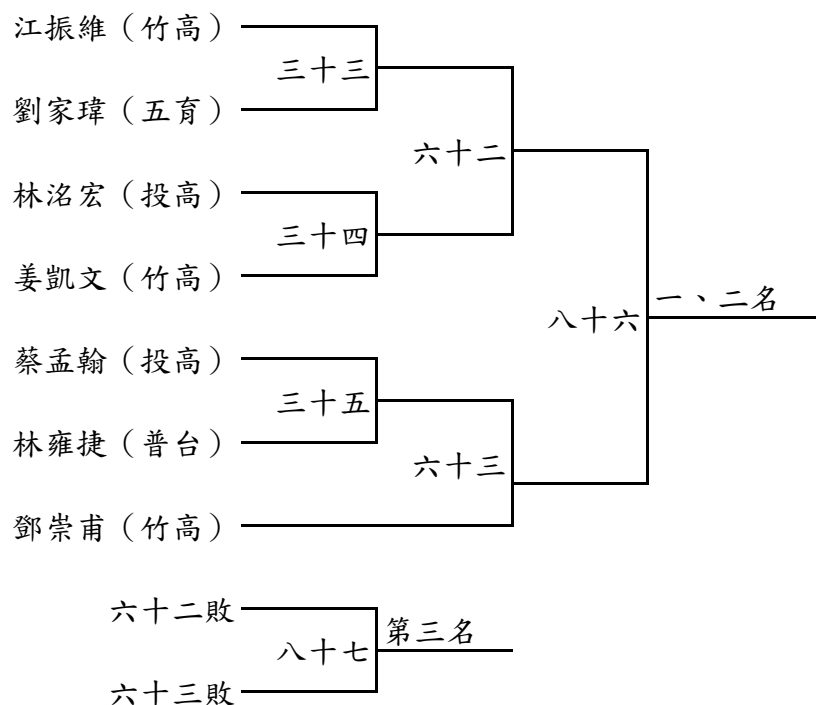 江振維（竹高）
三十三
劉家瑋（五育）
六十二
林洺宏（投高）
三十四
姜凱文（竹高）
一、二名
八十六
蔡孟翰（投高）
三十五
林雍捷（普台）
六十三
鄧崇甫（竹高）
六十二敗
第三名
八十七
六十三敗